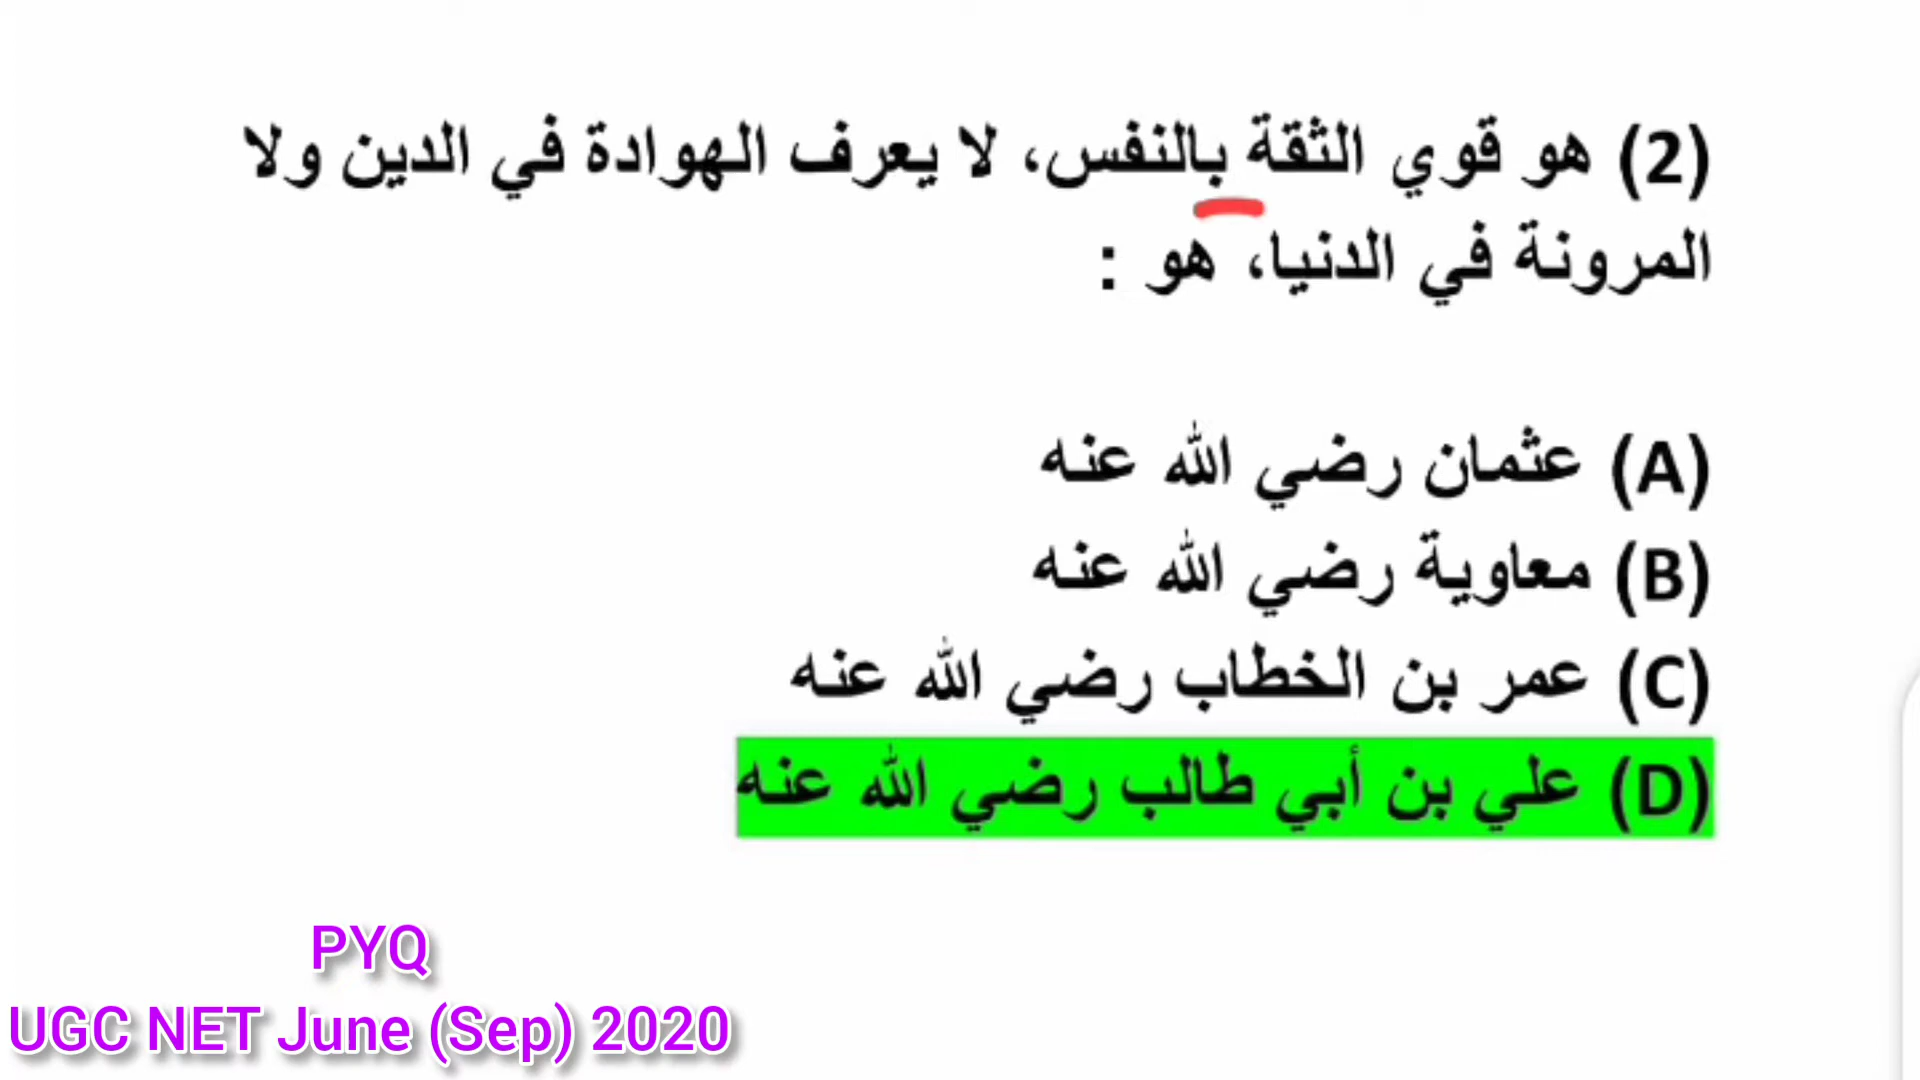 (2) هو قوي الثقة بالنفس، لا يعرف الهوادة في الدين ولا
المرونة في الدنيا، هو :
(A) عثمان رضي الله عنه
(B) معاوية رضي الله عنه
(C) عمر بن الخطاب رضي الله عنه
(D) علي بن أبي طالب رضي الله عنه
PYQ
UGC NET June (Sep) 2020